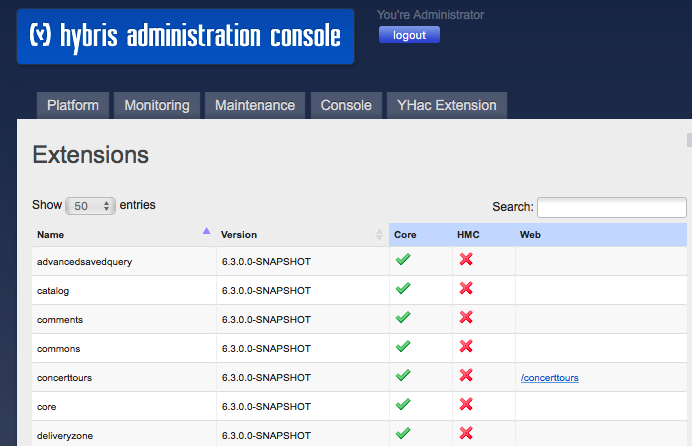 You're Administrator
hybris administration console
logout
Platform Monitoring Maintenance Console YHac Extension
Extensions
Show 50 entries Search:
Name Version Core HMC Web
advancedsavedquery 6.3.0.0-SNAPSHOT
catalog 6.3.0.0-SNAPSHOT
comments 6.3.0.0-SNAPSHOT
commons 6.3.0.0-SNAPSHOT
concerttours 6.3.0.0-SNAPSHOT /concerttours
core 6.3.0.0-SNAPSHOT
deliveryzone 6.3.0.0-SNAPSHOT